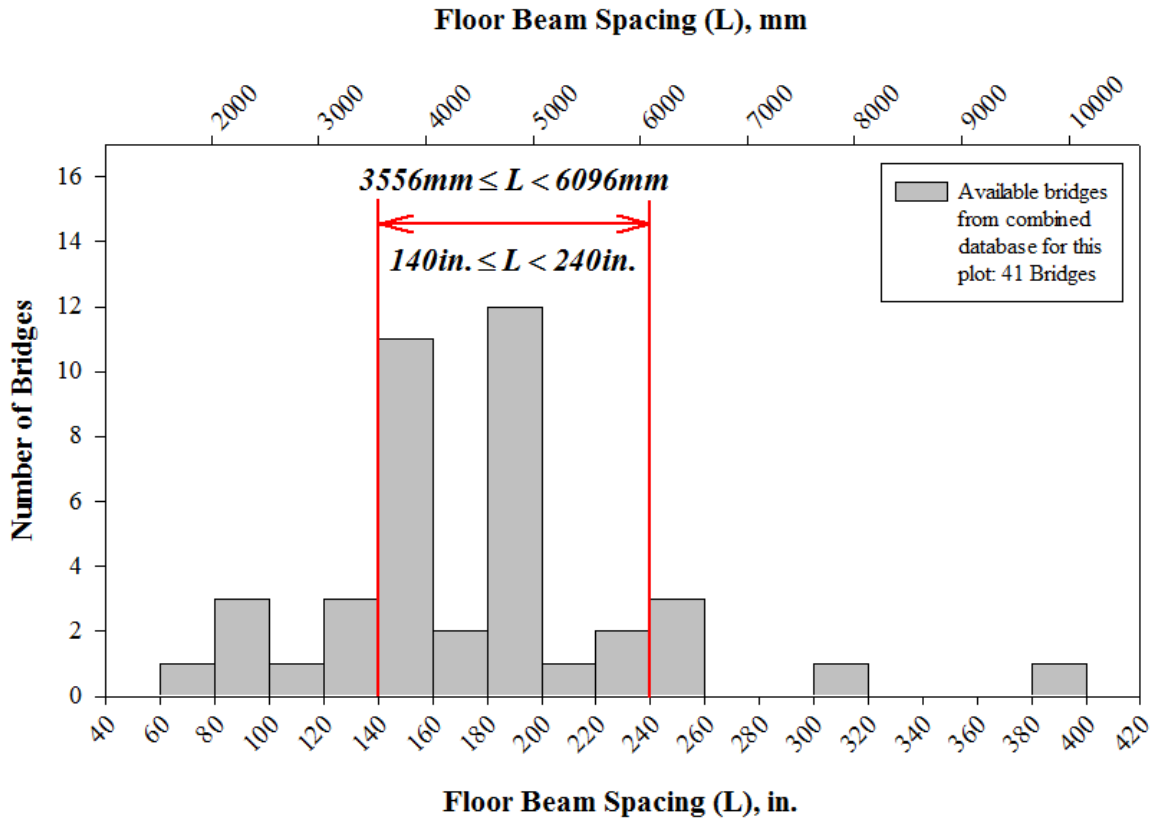 Floor Beam Spacing (L), mm
2000 3000 4000 5000 6000 7000 8000 9000 10000
3556mm ≤ L < 6096mm
140in. ≤ L < 240in.
Available bridges
from combined
database for this
plot: 41 Bridges
Number of Bridges
16
14
12
10
8
6
4
2
0
40 60 80 100 120 140 160 180 200 220 240 260 280 300 320 340 360 380 400 420
Floor Beam Spacing (L), in.